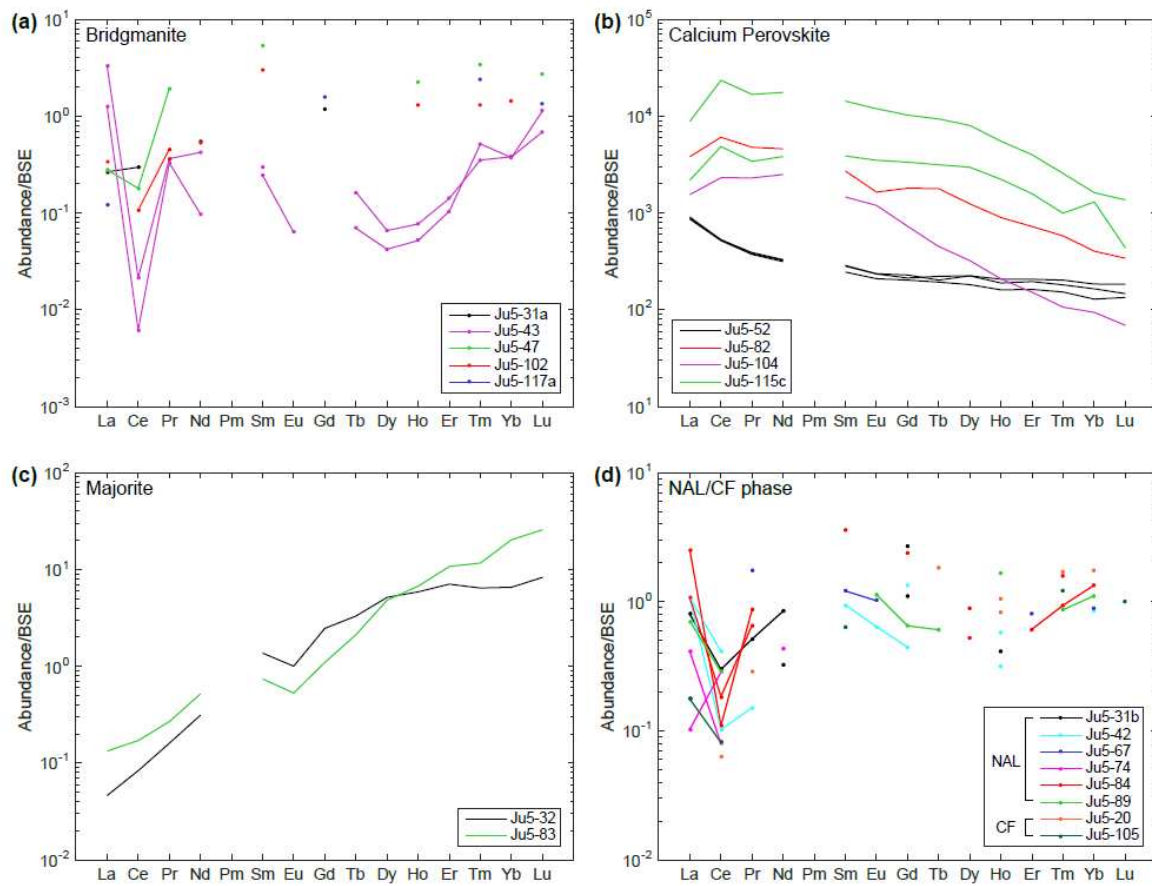 (a) Bridgmanite
Abundance/BSE
10^1
10^0
10^-1
10^-2
10^-3
La Ce Pr Nd Pm Sm Eu Gd Tb Dy Ho Er Tm Yb Lu
Ju5-31a
Ju5-43
Ju5-47
Ju5-102
Ju5-117a
(b) Calcium Perovskite
Abundance/BSE
10^5
10^4
10^3
10^2
10^1
La Ce Pr Nd Pm Sm Eu Gd Tb Dy Ho Er Tm Yb Lu
Ju5-52
Ju5-82
Ju5-104
Ju5-115c
(c) Majorite
Abundance/BSE
10^2
10^1
10^0
10^-1
10^-2
La Ce Pr Nd Pm Sm Eu Gd Tb Dy Ho Er Tm Yb Lu
Ju5-32
Ju5-83
(d) NAL/CF phase
Abundance/BSE
10^1
10^0
10^-1
10^-2
La Ce Pr Nd Pm Sm Eu Gd Tb Dy Ho Er Tm Yb Lu
NAL
Ju5-31b
Ju5-42
Ju5-67
Ju5-74
Ju5-84
Ju5-89
CF
Ju5-20
Ju5-105